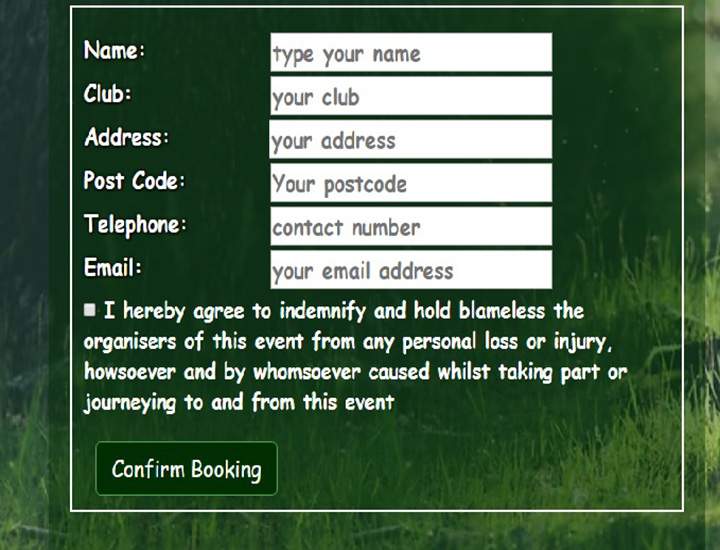 Name: type your name
Club: your club
Address: your address
Post Code: Your postcode
Telephone: contact number
Email: your email address
I hereby agree to indemnify and hold blameless the
organisers of this event from any personal loss or injury,
howsoever and by whomsoever caused whilst taking part or
journeying to and from this event
Confirm Booking